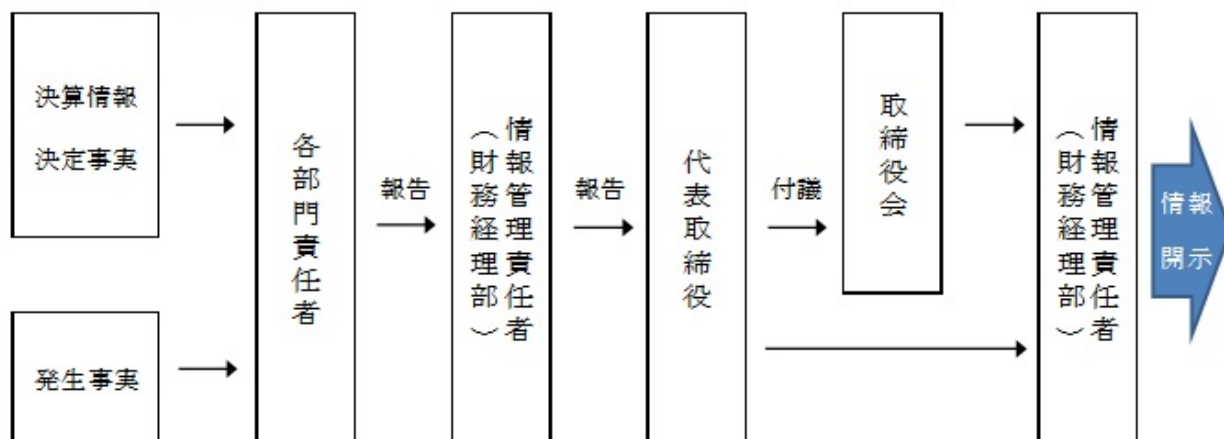 決算情報
決定事実
発生事実
各部門責任者
報告
情報管理責任者
（財務経理部）
報告
代表取締役
付議
取締役会
情報管理責任者
（財務経理部）
情報
開示